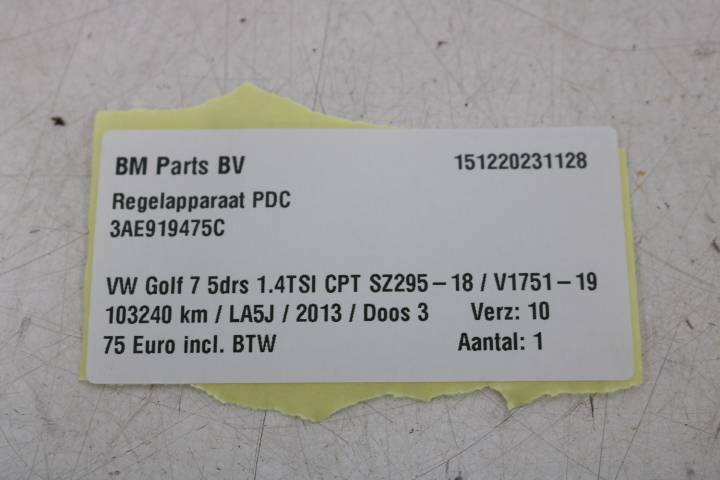 BM Parts BV 151220231128
Regelapparaat PDC
3AE919475C
VW Golf 7 5drs 1.4TSI CPT SZ295-18 / V1751-19
103240 km / LA5J / 2013 / Doos 3 Verz: 10
75 Euro incl. BTW Aantal: 1